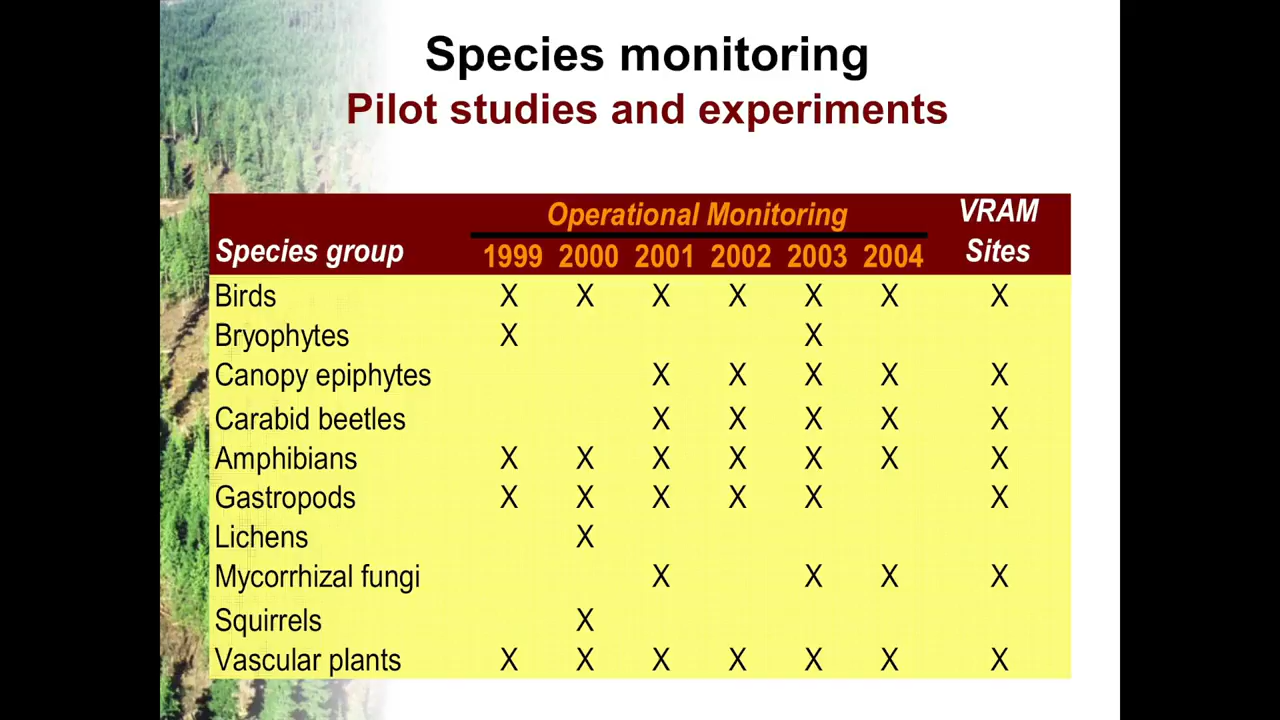 Species monitoring
Pilot studies and experiments
Operational Monitoring VRAM
Species group 1999 2000 2001 2002 2003 2004 Sites
Birds X X X X X X X
Bryophytes X X
Canopy epiphytes X X X X X
Carabid beetles X X X X X
Amphibians X X X X X X X
Gastropods X X X X X X
Lichens X
Mycorrhizal fungi X X X X
Squirrels X
Vascular plants X X X X X X X